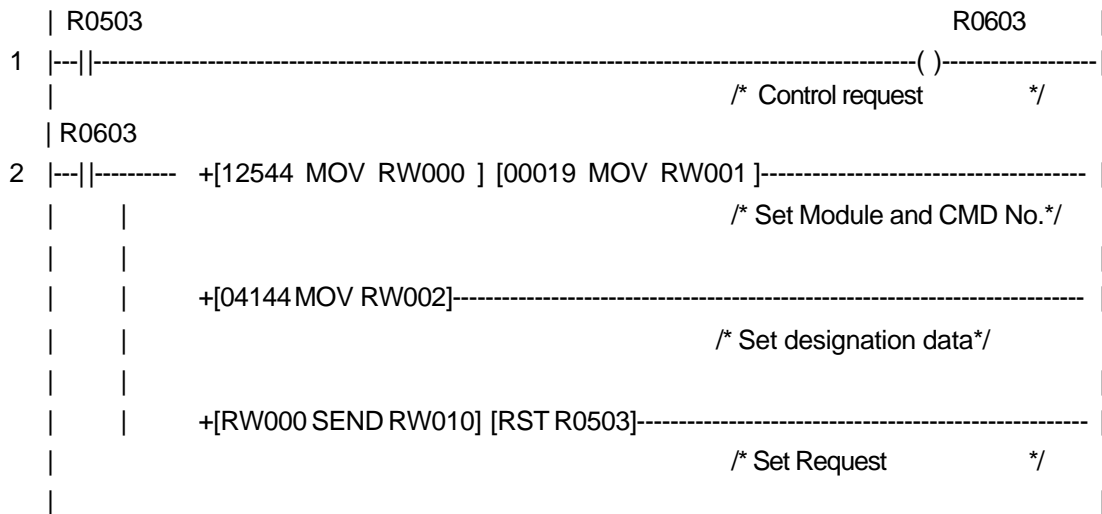 | R0503 R0603 |
1 |---| |----------------------------------------------------------------------------------------------------( )-------------------|
| /* Control request */
| R0603
2 |---| |---------- +[12544 MOV RW000 ] [00019 MOV RW001 ]--------------------------------------- |
| | /* Set Module and CMD No.*/
| | |
| | +[04144 MOV RW002]----------------------------------------------------------------------------- |
| | /* Set designation data*/
| | |
| | +[RW000 SEND RW010] [RST R0503]------------------------------------------------------- |
| /* Set Request */
| |